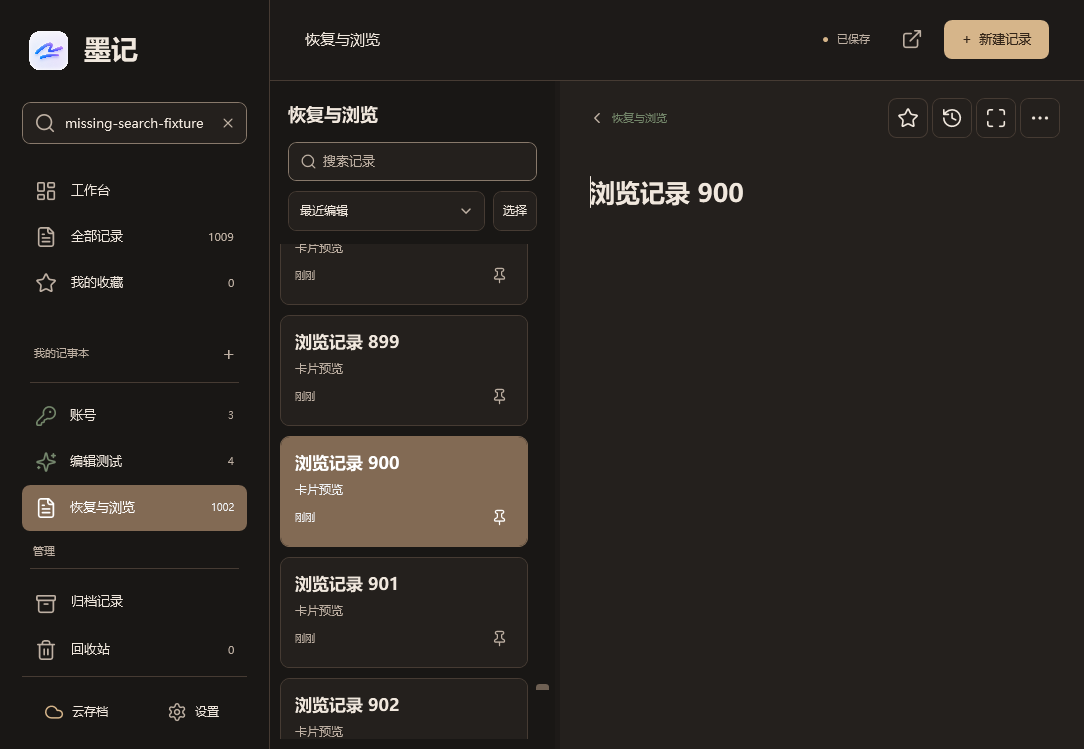 墨记
missing-search-fixture
工作台
全部记录 1009
我的收藏 0
我的记事本 +
账号 3
编辑测试 4
恢复与浏览 1002
管理
归档记录
回收站 0
云存档 设置
恢复与浏览
已保存
+ 新建记录
恢复与浏览
搜索记录
最近编辑
选择
卡片预览
刚刚
浏览记录 899
卡片预览
刚刚
浏览记录 900
卡片预览
刚刚
浏览记录 901
卡片预览
刚刚
浏览记录 902
卡片预览
恢复与浏览
浏览记录 900